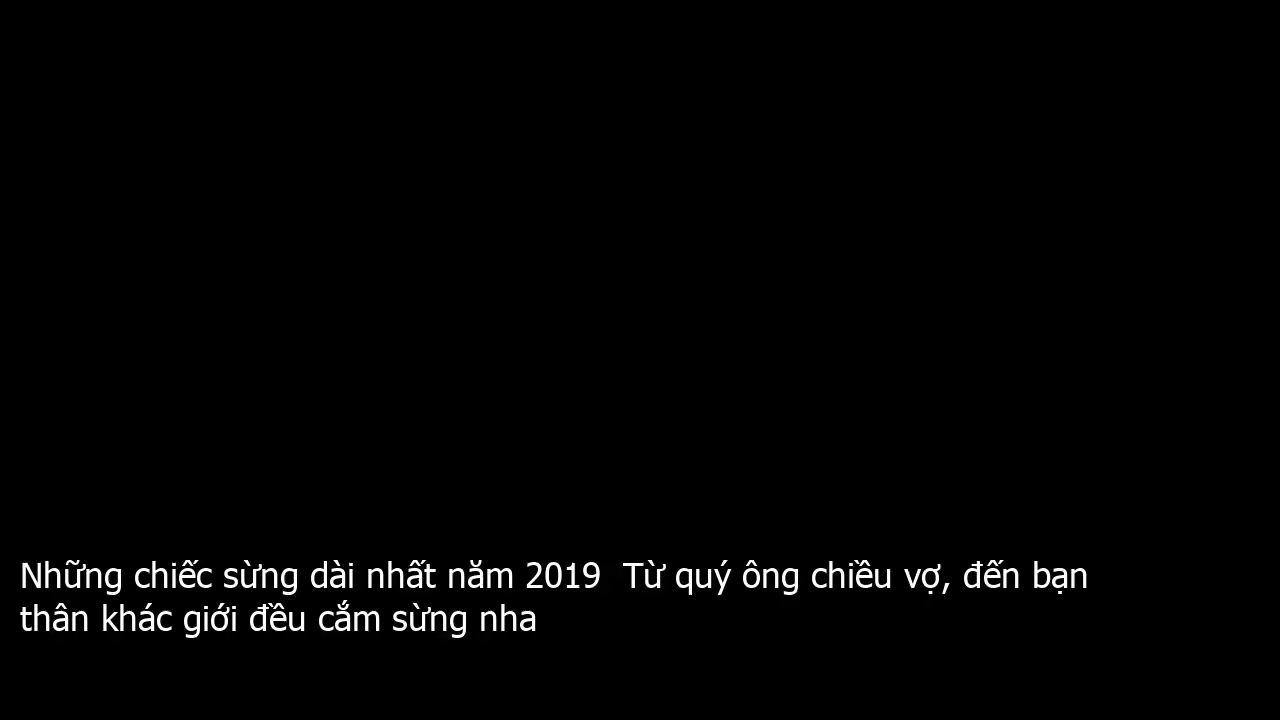 Những chiếc sừng dài nhất năm 2019  Từ quý ông chiều vợ, đến bạn
thân khác giới đều cắm sừng nha